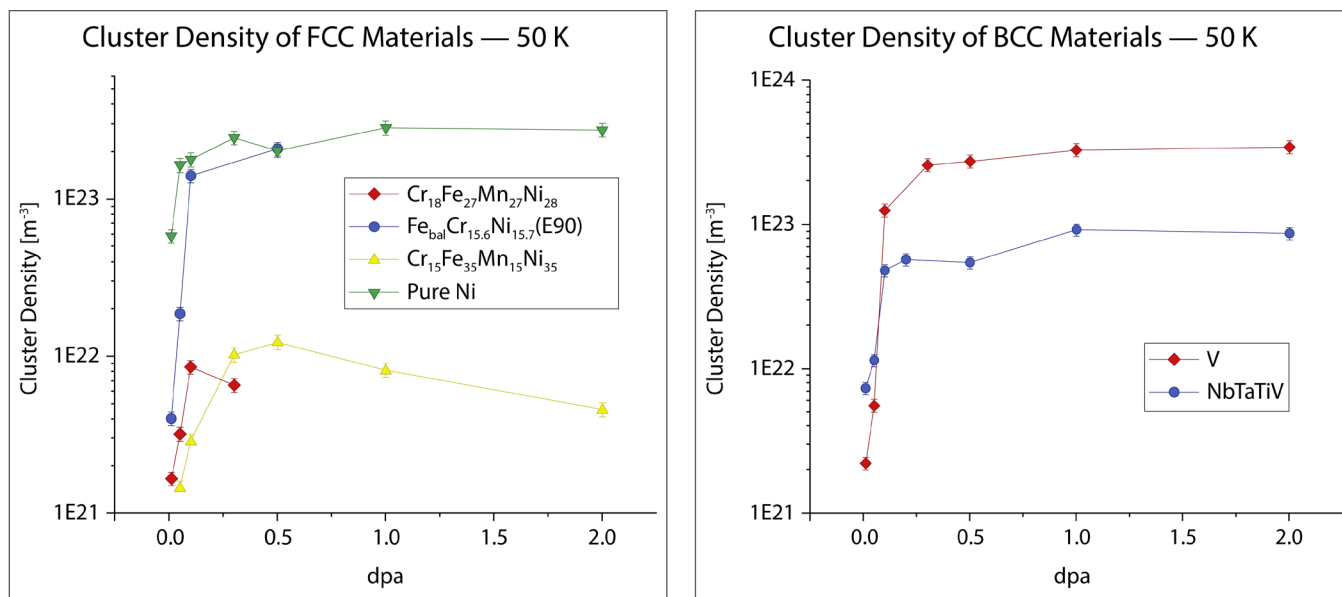 Cluster Density of FCC Materials — 50 K
Cluster Density [m⁻³]
1E23
1E22
1E21
Cr₁₈Fe₂₇Mn₂₇Ni₂₈
Fe_balCr₁₅.₆Ni₁₅.₇(E90)
Cr₁₅Fe₃₅Mn₁₅Ni₃₅
Pure Ni
0.0 0.5 1.0 1.5 2.0
dpa
Cluster Density of BCC Materials — 50 K
Cluster Density [m⁻³]
1E24
1E23
1E22
1E21
V
NbTaTiV
0.0 0.5 1.0 1.5 2.0
dpa